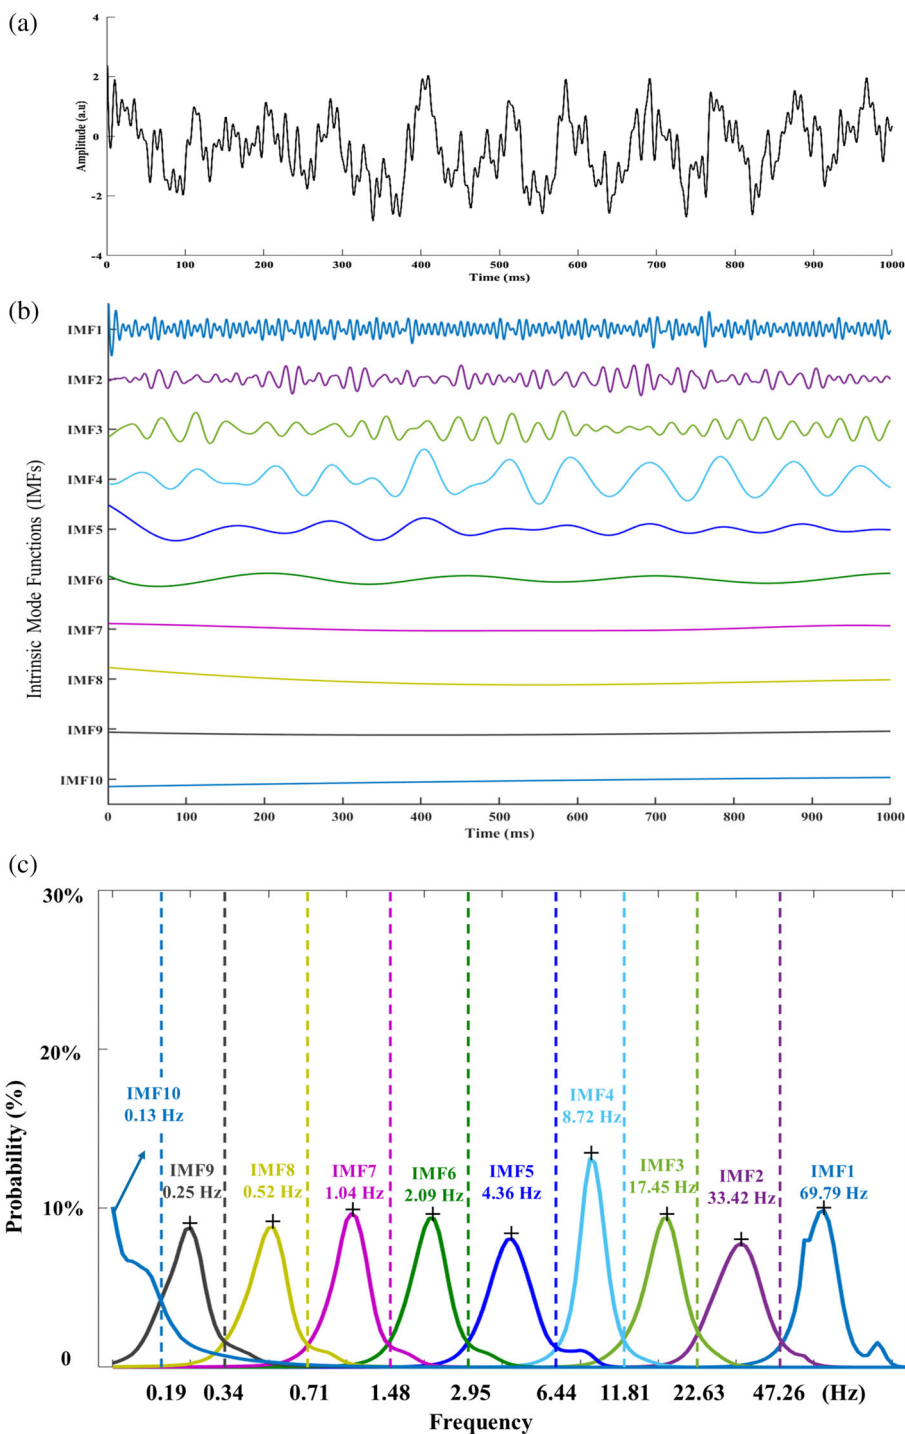 (a)
4
2
0
-2
-4
Amplitude (a.u)
0 100 200 300 400 500 600 700 800 900 1000
Time (ms)
(b)
IMF1
IMF2
IMF3
IMF4
IMF5
IMF6
IMF7
IMF8
IMF9
IMF10
Intrinsic Mode Functions (IMFs)
0 100 200 300 400 500 600 700 800 900 1000
Time (ms)
(c)
30%
20%
10%
0
Probability (%)
IMF10
0.13 Hz
IMF9
0.25 Hz
IMF8
0.52 Hz
IMF7
1.04 Hz
IMF6
2.09 Hz
IMF5
4.36 Hz
IMF4
8.72 Hz
IMF3
17.45 Hz
IMF2
33.42 Hz
IMF1
69.79 Hz
0.19 0.34 0.71 1.48 2.95 6.44 11.81 22.63 47.26 (Hz)
Frequency